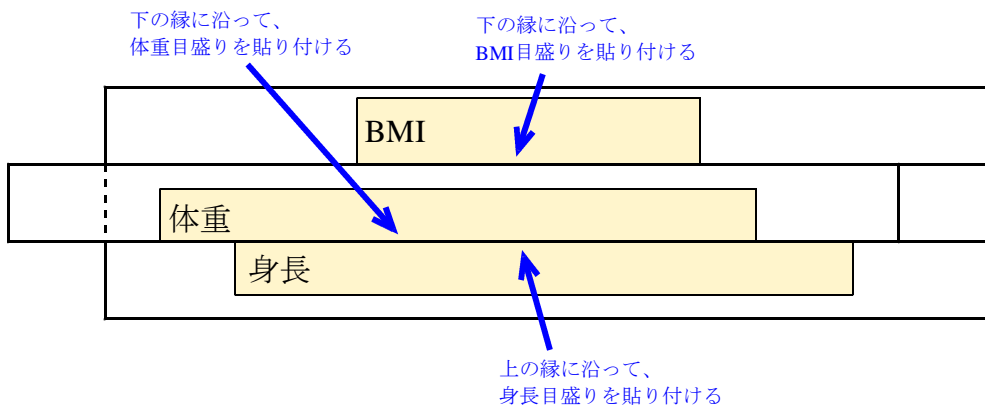 下の縁に沿って、
体重目盛りを貼り付ける
下の縁に沿って、
BMI目盛りを貼り付ける
BMI
体重
身長
上の縁に沿って、
身長目盛りを貼り付ける